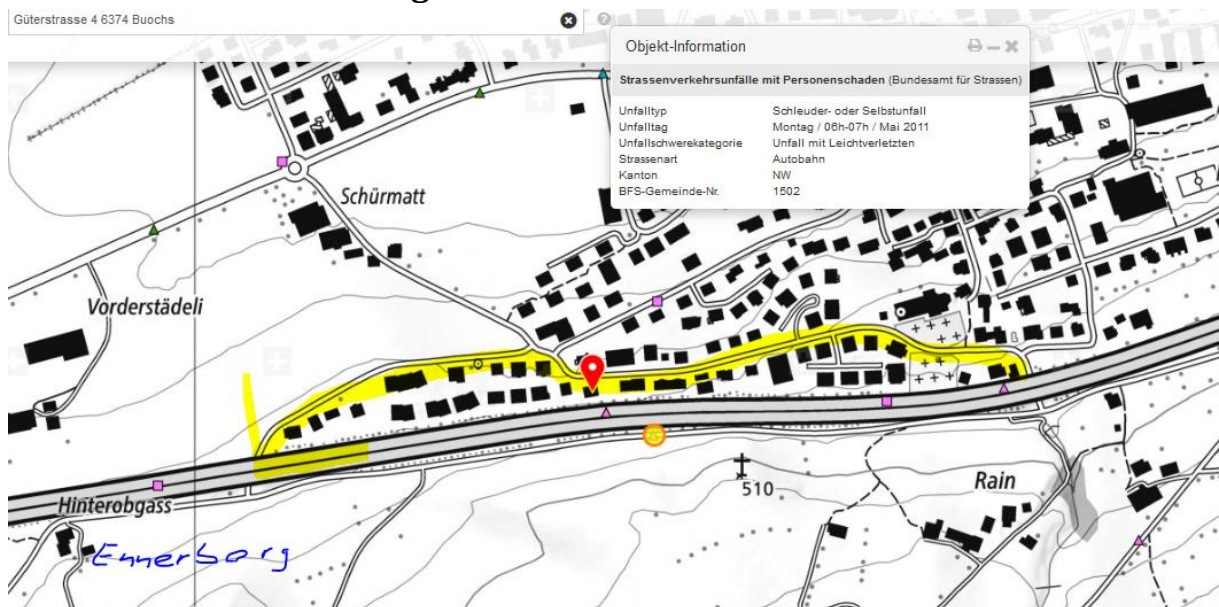 g
Güterstrasse 4 6374 Buochs
?
Objekt-Information
Strassenverkehrsunfälle mit Personenschaden (Bundesamt für Strassen)
Unfalltyp Schleuder- oder Selbstunfall
Unfalltag Montag / 06h-07h / Mai 2011
Unfallschwerekategorie Unfall mit Leichtverletzten
Strassenart Autobahn
Kanton NW
BFS-Gemeinde-Nr. 1502
Schürmatt
Vorderstädeli
Rain
510
Hinterobgass
Ennerborg